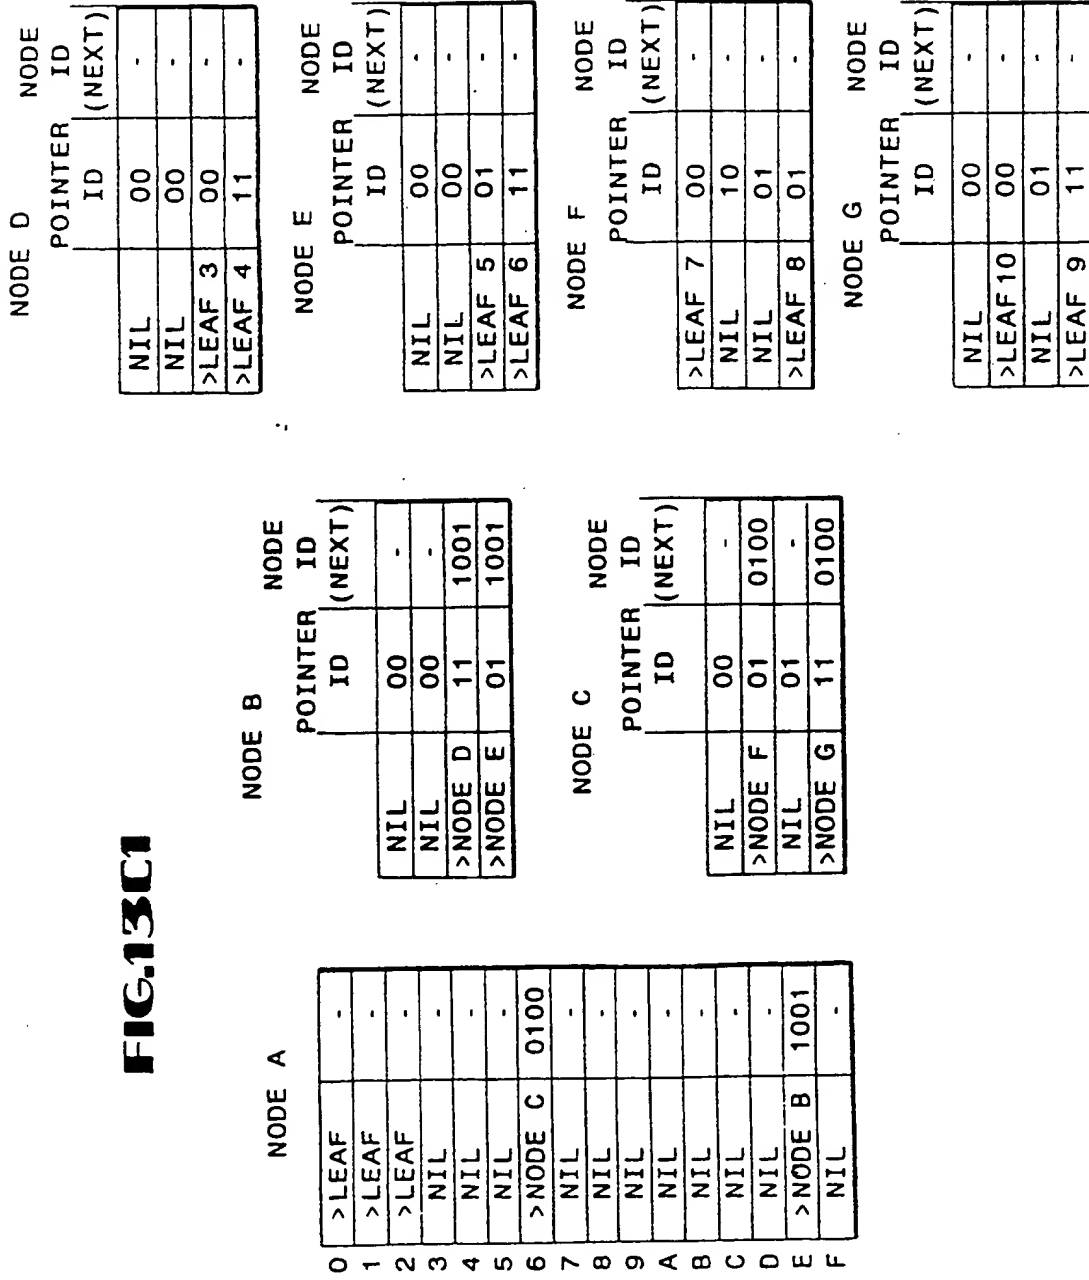 FIG.13C1
NODE A
0 >LEAF -
1 >LEAF -
2 >LEAF -
3 NIL -
4 NIL -
5 NIL -
6 >NODE C 0100
7 NIL -
8 NIL -
9 NIL -
A NIL -
B NIL -
C NIL -
D NIL -
E >NODE B 1001
F NIL -
NODE B
POINTER ID NODE ID (NEXT)
NIL 00 -
NIL 00 -
>NODE D 11 1001
>NODE E 01 1001
NODE C
POINTER ID NODE ID (NEXT)
NIL 00 -
>NODE F 01 0100
NIL 01 -
>NODE G 11 0100
NODE D
POINTER ID NODE ID (NEXT)
NIL 00 -
NIL 00 -
>LEAF 3 00 -
>LEAF 4 11 -
NODE E
POINTER ID NODE ID (NEXT)
NIL 00 -
NIL 00 -
>LEAF 5 01 -
>LEAF 6 11 -
NODE F
POINTER ID NODE ID (NEXT)
>LEAF 7 00 -
NIL 10 -
NIL 01 -
>LEAF 8 01 -
NODE G
POINTER ID NODE ID (NEXT)
NIL 00 -
>LEAF 10 00 -
NIL 01 -
>LEAF 9 11 -